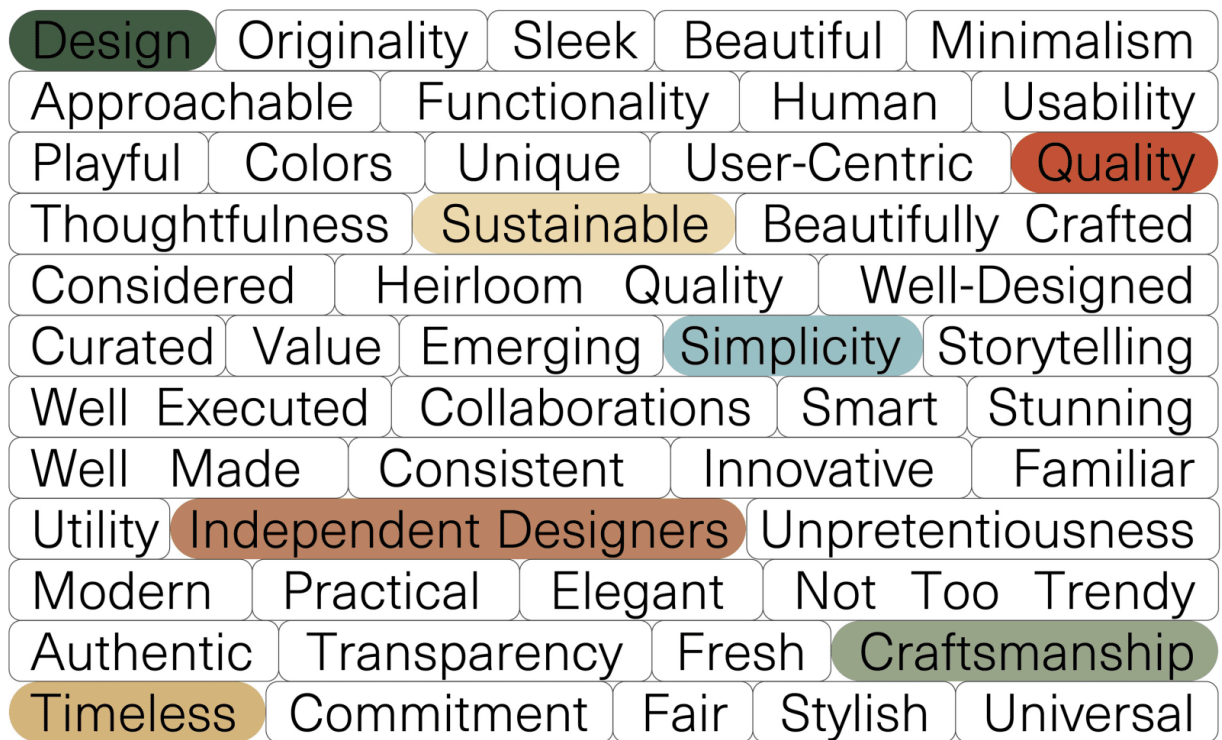 Design Originality Sleek Beautiful Minimalism
Approachable Functionality Human Usability
Playful Colors Unique User-Centric Quality
Thoughtfulness Sustainable Beautifully Crafted
Considered Heirloom Quality Well-Designed
Curated Value Emerging Simplicity Storytelling
Well Executed Collaborations Smart Stunning
Well Made Consistent Innovative Familiar
Utility Independent Designers Unpretentiousness
Modern Practical Elegant Not Too Trendy
Authentic Transparency Fresh Craftsmanship
Timeless Commitment Fair Stylish Universal